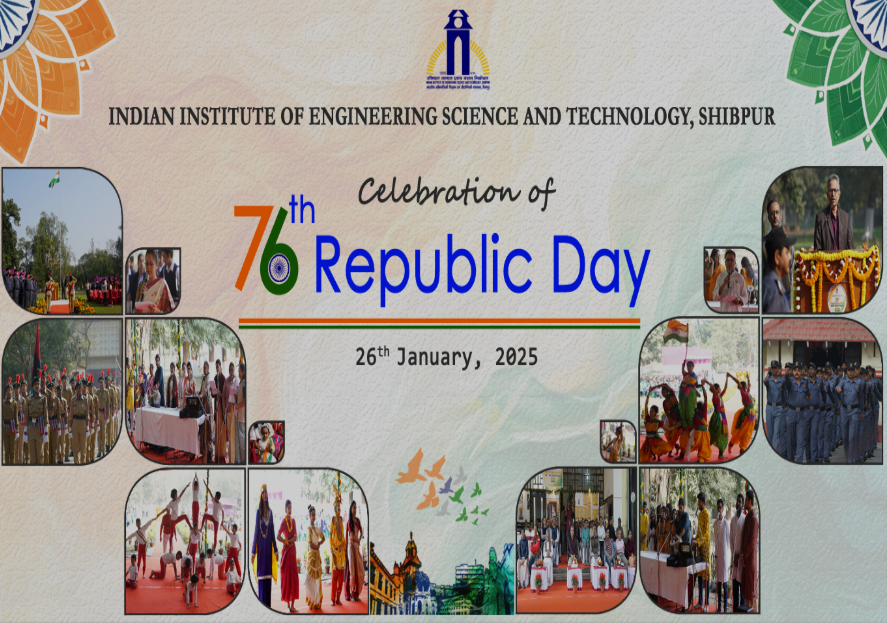 INDIAN INSTITUTE OF ENGINEERING SCIENCE AND TECHNOLOGY, SHIBPUR
Celebration of
76th
Republic Day
26th January, 2025